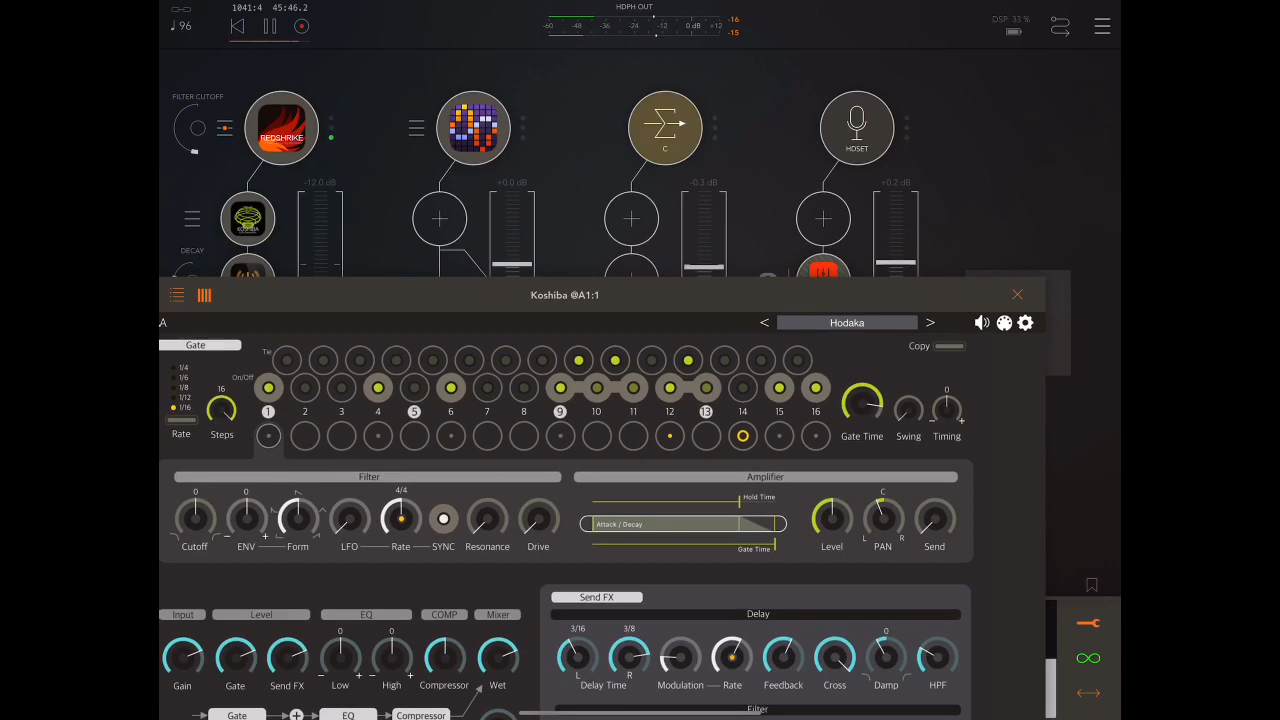 1041:4 45:46.2
HDPH OUT
96
-60 -48 -36 -24 -12 0 dB +12
-16
-15
DSP: 33 %
FILTER CUTOFF
REDSHRIKE
C
HDSET
-12.0 dB
+0.0 dB
-0.3 dB
+0.2 dB
KOSHIBA
DECAY
Koshiba @A1:1
A
< Hodaka >
Gate
Tie
Copy
1/4
1/6
1/8
1/12
1/16
On/Off
16
1 2 3 4 5 6 7 8 9 10 11 12 13 14 15 16
0
Rate Steps
Gate Time Swing Timing
Filter
Amplifier
0 0 4/4
Hold Time
Attack / Decay
Gate Time
C
L R
Cutoff ENV Form LFO Rate SYNC Resonance Drive
Level PAN Send
Input Level EQ COMP Mixer
Send FX
Delay
0 0
3/16 3/8 0
L R
Gain Gate Send FX Low High Compressor Wet
Delay Time Modulation Rate Feedback Cross Damp HPF
Gate EQ Compressor
Filter